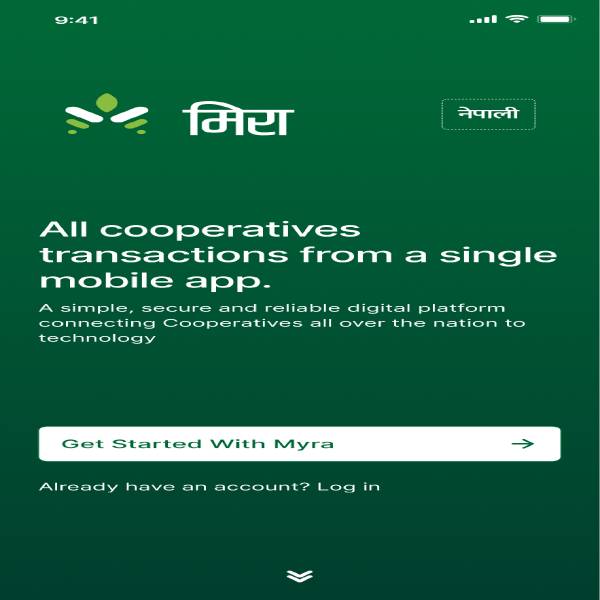 9:41
मिरा
नेपाली
All cooperatives
transactions from a single
mobile app.
A simple, secure and reliable digital platform
connecting Cooperatives all over the nation to
technology
Get Started With Myra
Already have an account? Log in